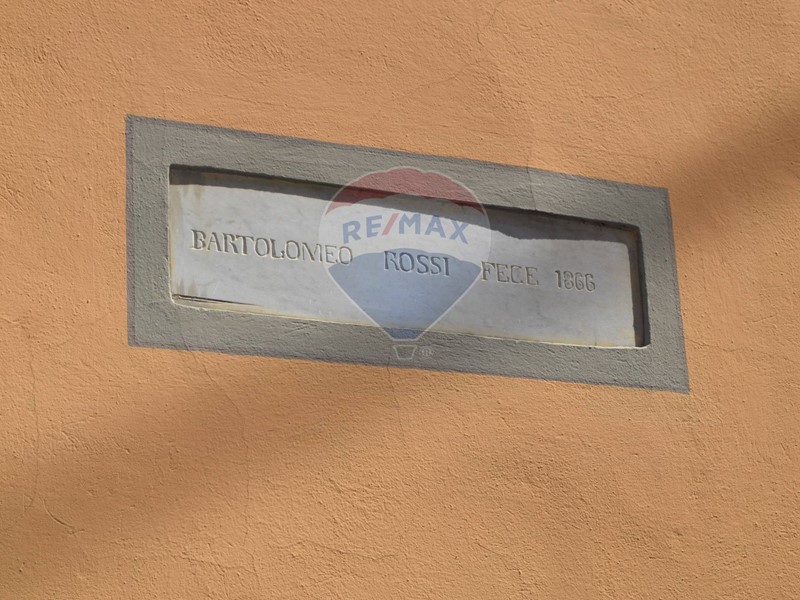 BARTOLOMEO ROSSI FECE 1866
RE/MAX